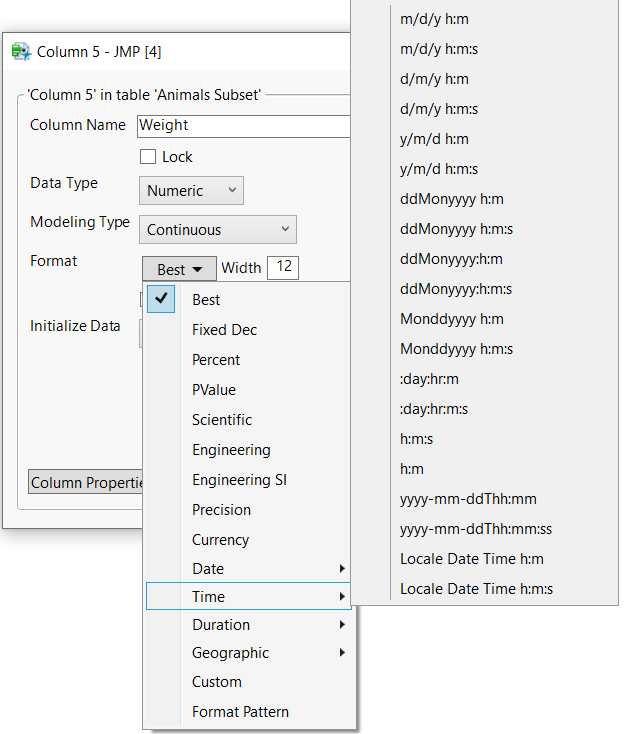 Column 5 - JMP [4]
'Column 5' in table 'Animals Subset'
Column Name Weight
Lock
Data Type Numeric
Modeling Type Continuous
Format Best Width 12
Initialize Data
Column Propertie
Best
Fixed Dec
Percent
PValue
Scientific
Engineering
Engineering SI
Precision
Currency
Date
Time
Duration
Geographic
Custom
Format Pattern
m/d/y h:m
m/d/y h:m:s
d/m/y h:m
d/m/y h:m:s
y/m/d h:m
y/m/d h:m:s
ddMonyyyy h:m
ddMonyyyy h:m:s
ddMonyyyy:h:m
ddMonyyyy:h:m:s
Monddyyyy h:m
Monddyyyy h:m:s
:day:hr:m
:day:hr:m:s
h:m:s
h:m
yyyy-mm-ddThh:mm
yyyy-mm-ddThh:mm:ss
Locale Date Time h:m
Locale Date Time h:m:s